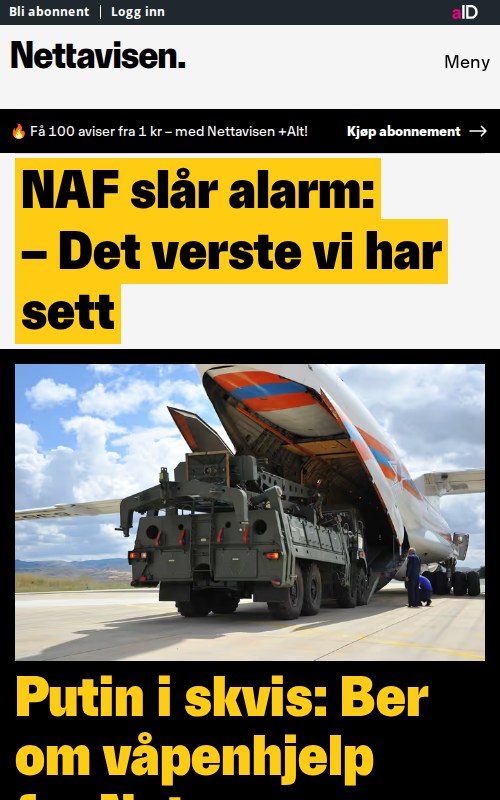 Bli abonnent
Logg inn
aID
Nettavisen.
Meny
🔥 Få 100 aviser fra 1 kr – med Nettavisen +Alt!
Kjøp abonnement →
NAF slår alarm:
– Det verste vi har
sett
Putin i skvis: Ber
om våpenhjelp